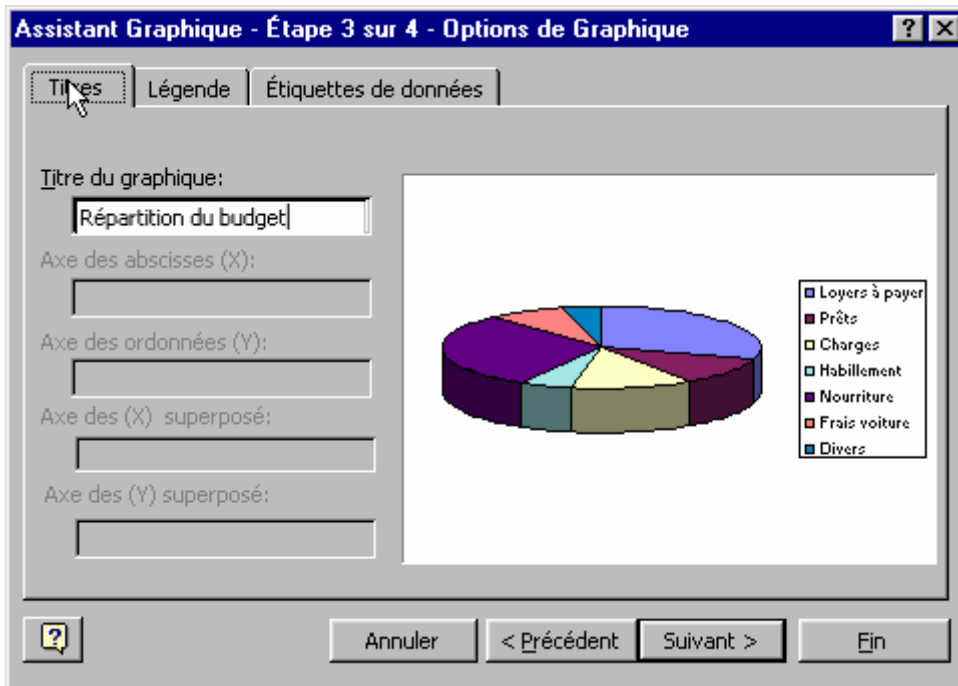 Assistant Graphique - Étape 3 sur 4 - Options de Graphique
Titres Légende Étiquettes de données
Titre du graphique:
Répartition du budget
Axe des abscisses (X):
Axe des ordonnées (Y):
Axe des (X) superposé:
Axe des (Y) superposé:
Loyers à payer
Prêts
Charges
Habillement
Nourriture
Frais voiture
Divers
Annuler < Précédent Suivant > Fin